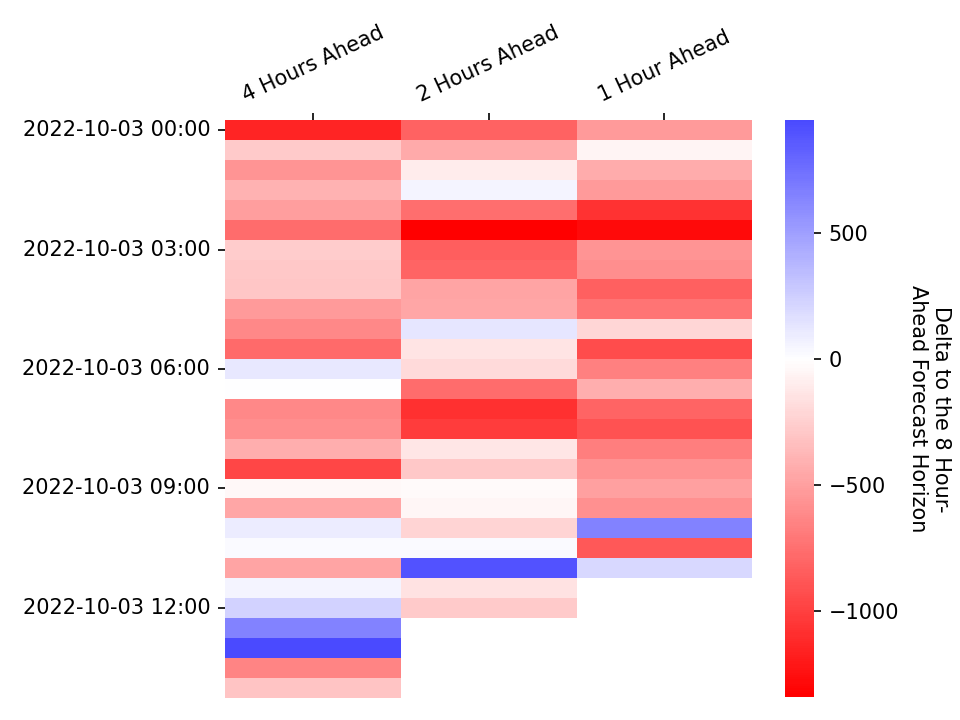 4 Hours Ahead
2 Hours Ahead
1 Hour Ahead
2022-10-03 00:00
2022-10-03 03:00
2022-10-03 06:00
2022-10-03 09:00
2022-10-03 12:00
500
0
−500
−1000
Delta to the 8 Hour-
Ahead Forecast Horizon